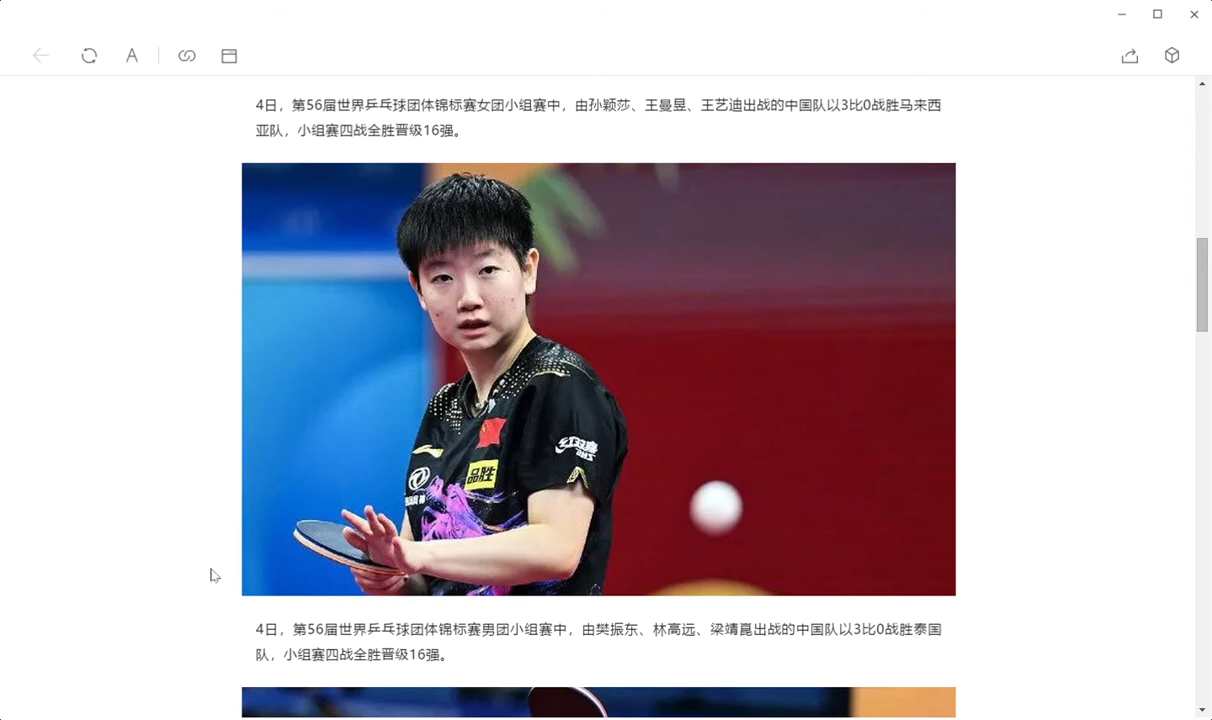 4日，第56届世界乒乓球团体锦标赛女团小组赛中，由孙颖莎、王曼昱、王艺迪出战的中国队以3比0战胜马来西
亚队，小组赛四战全胜晋级16强。
红双喜
DHS
品胜
4日，第56届世界乒乓球团体锦标赛男团小组赛中，由樊振东、林高远、梁靖崑出战的中国队以3比0战胜泰国
队，小组赛四战全胜晋级16强。